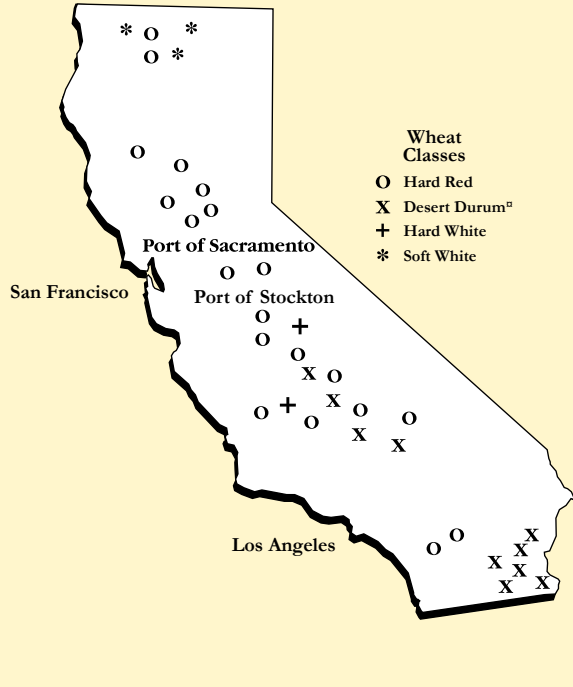 Wheat
Classes
O Hard Red
X Desert Durum¤
+ Hard White
* Soft White
Port of Sacramento
San Francisco
Port of Stockton
Los Angeles